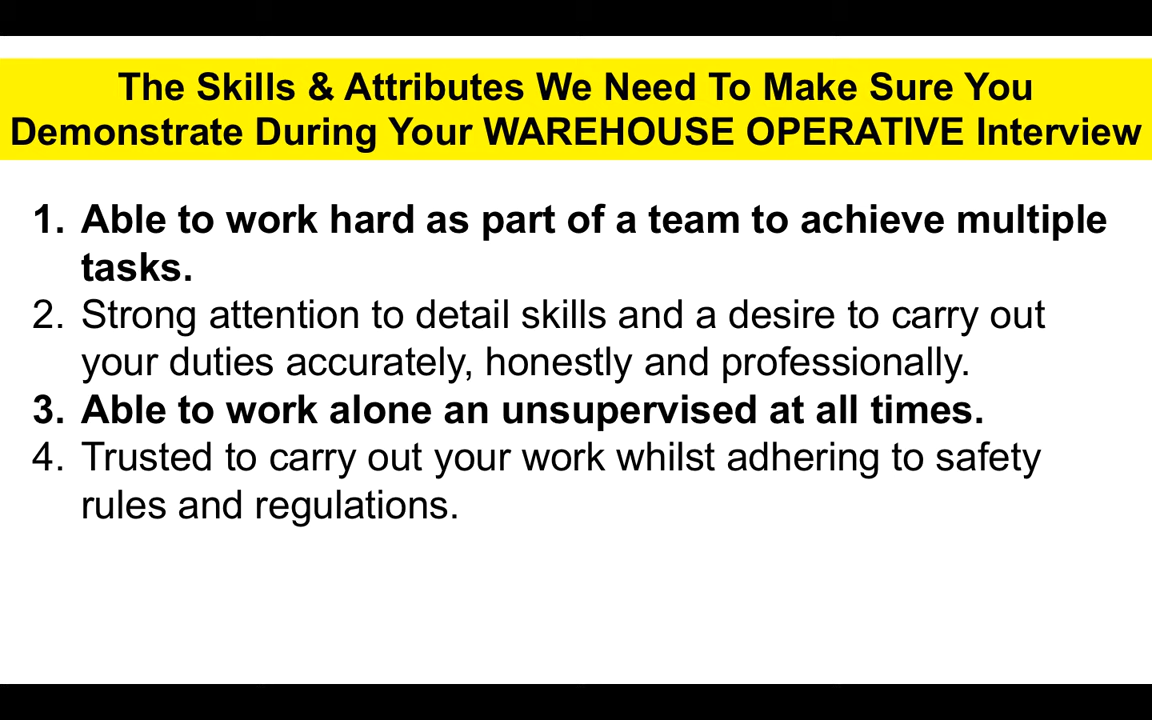 The Skills & Attributes We Need To Make Sure You
Demonstrate During Your WAREHOUSE OPERATIVE Interview
1. Able to work hard as part of a team to achieve multiple
tasks.
2. Strong attention to detail skills and a desire to carry out
your duties accurately, honestly and professionally.
3. Able to work alone an unsupervised at all times.
4. Trusted to carry out your work whilst adhering to safety
rules and regulations.